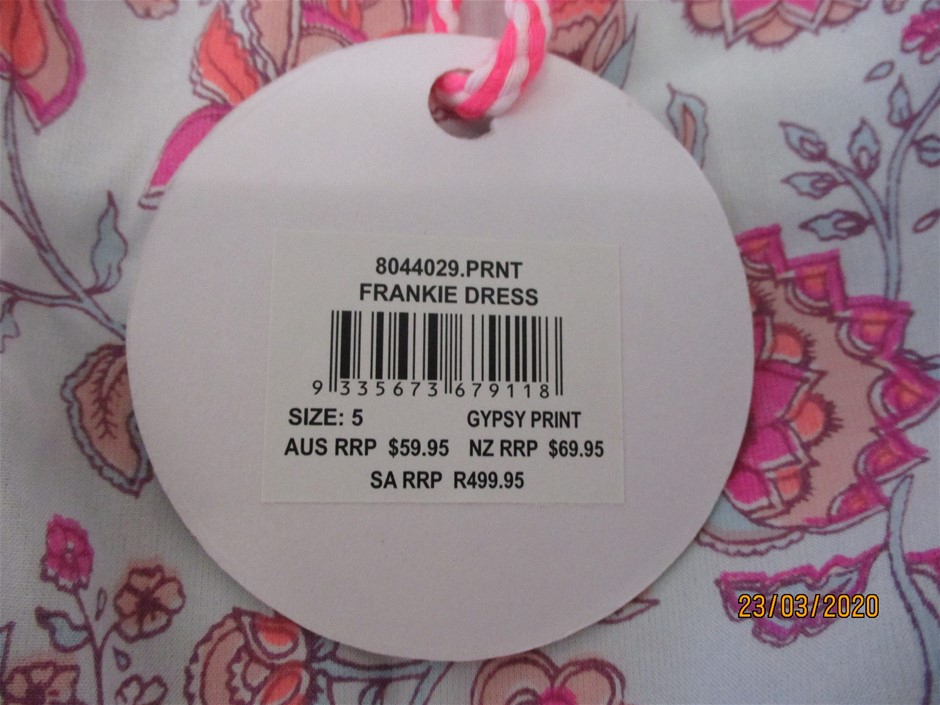 8044029.PRNT
FRANKIE DRESS
9 335673 679118
SIZE: 5 GYPSY PRINT
AUS RRP $59.95 NZ RRP $69.95
SA RRP R499.95
23/03/2020